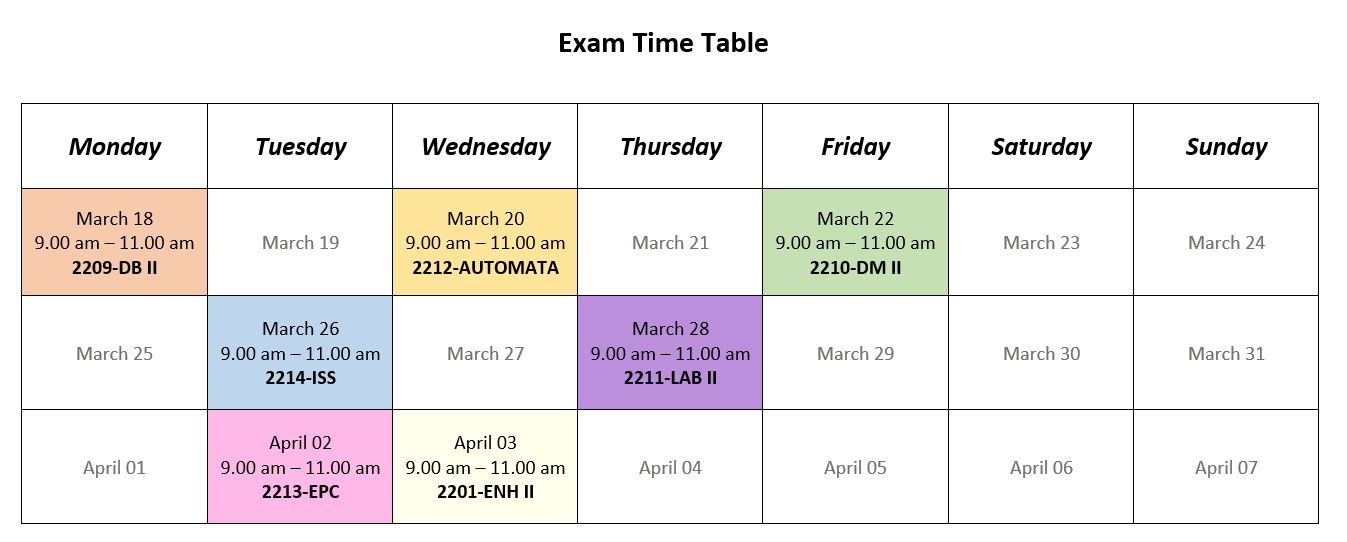 Exam Time Table
Monday
Tuesday
Wednesday
Thursday
Friday
Saturday
Sunday
March 18
9.00 am – 11.00 am
2209-DB II
March 19
March 20
9.00 am – 11.00 am
2212-AUTOMATA
March 21
March 22
9.00 am – 11.00 am
2210-DM II
March 23
March 24
March 25
March 26
9.00 am – 11.00 am
2214-ISS
March 27
March 28
9.00 am – 11.00 am
2211-LAB II
March 29
March 30
March 31
April 01
April 02
9.00 am – 11.00 am
2213-EPC
April 03
9.00 am – 11.00 am
2201-ENH II
April 04
April 05
April 06
April 07